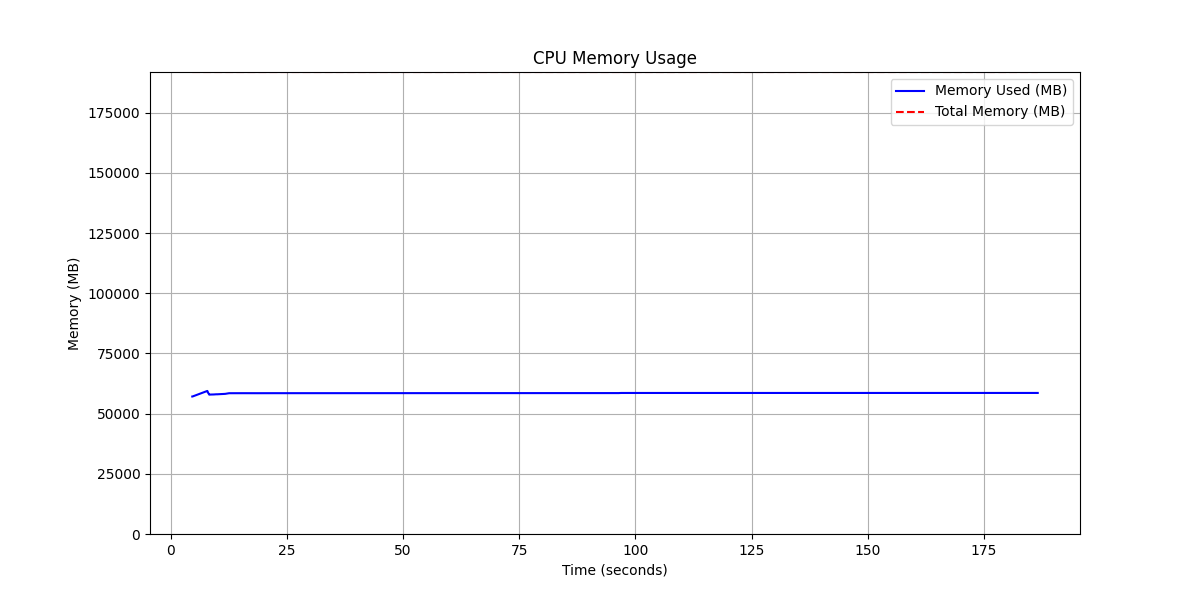 CPU Memory Usage
Memory Used (MB)
Total Memory (MB)
175000
150000
125000
100000
75000
50000
25000
0
Memory (MB)
0 25 50 75 100 125 150 175
Time (seconds)